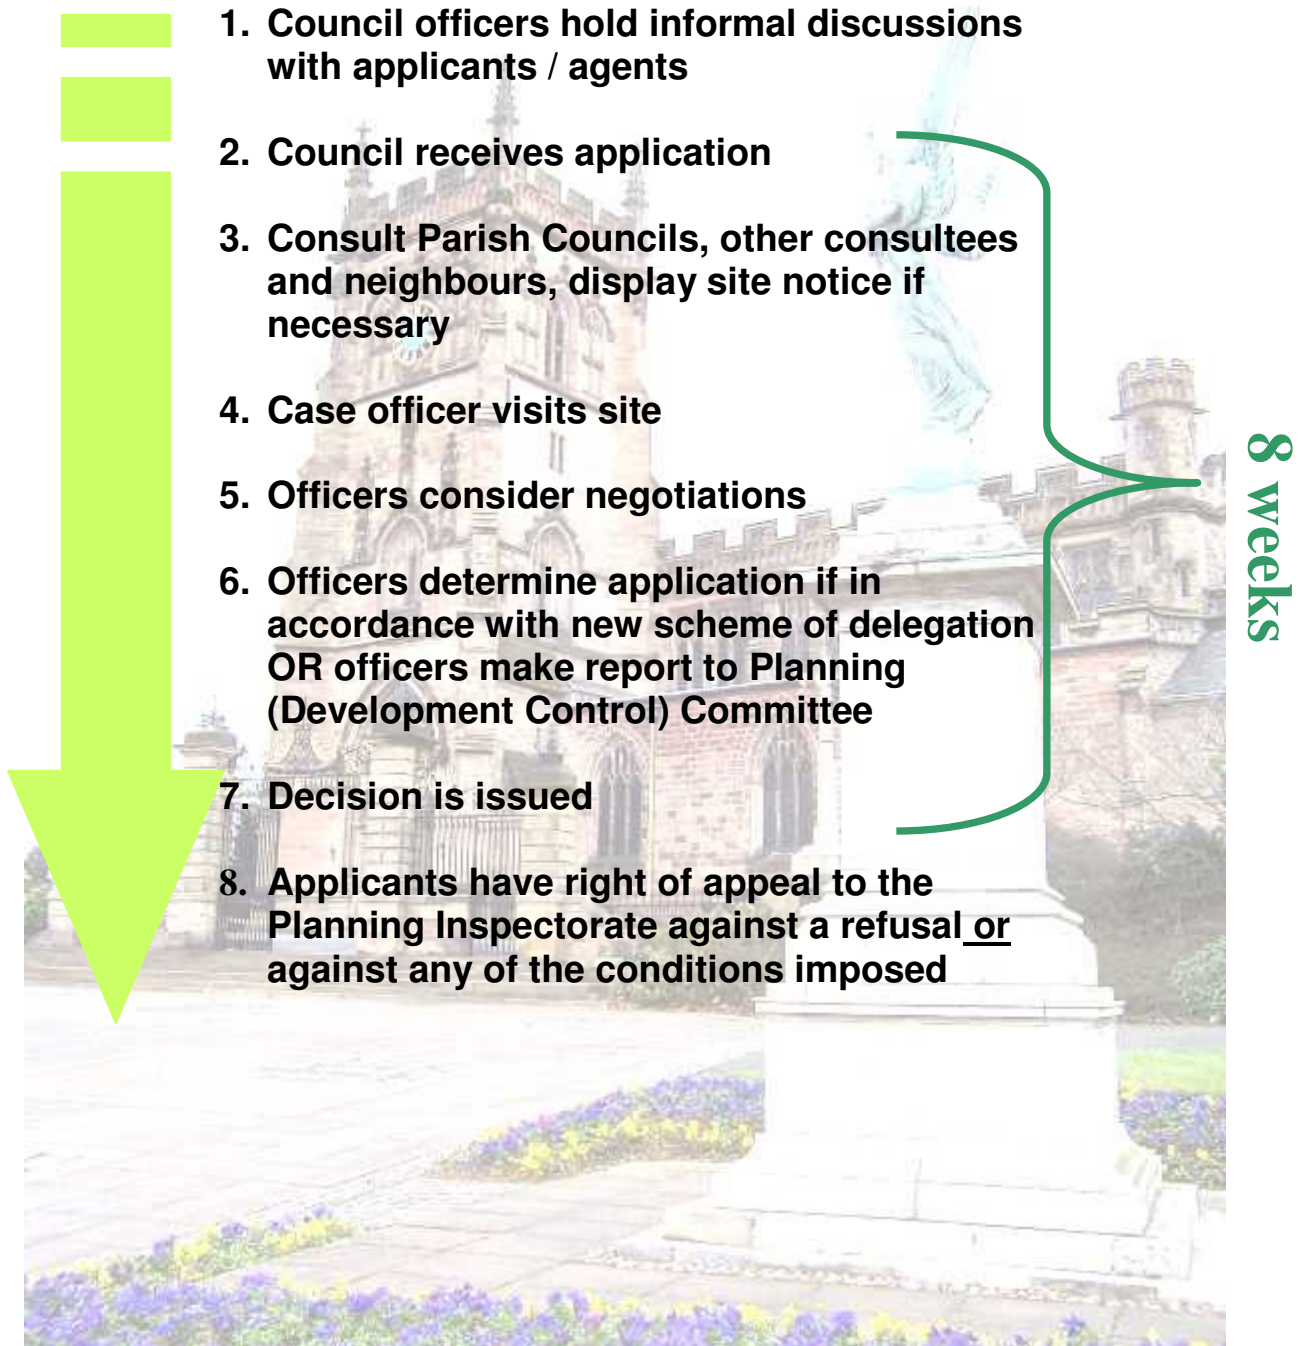 1. Council officers hold informal discussions
with applicants / agents
2. Council receives application
3. Consult Parish Councils, other consultees
and neighbours, display site notice if
necessary
4. Case officer visits site
5. Officers consider negotiations
6. Officers determine application if in
accordance with new scheme of delegation
OR officers make report to Planning
(Development Control) Committee
7. Decision is issued
8. Applicants have right of appeal to the
Planning Inspectorate against a refusal or
against any of the conditions imposed
8 weeks